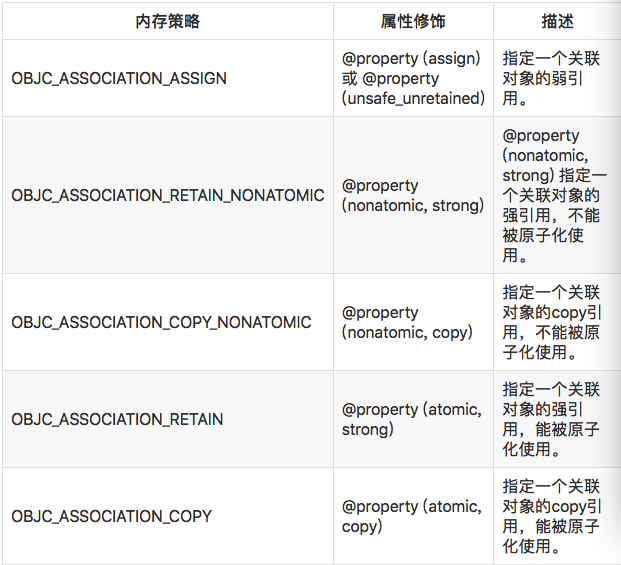 内存策略 属性修饰 描述
OBJC_ASSOCIATION_ASSIGN
@property (assign)
或 @property
(unsafe_unretained)
指定一个关联
对象的弱引
用。
OBJC_ASSOCIATION_RETAIN_NONATOMIC
@property
(nonatomic, strong)
@property
(nonatomic,
strong) 指定一
个关联对象的
强引用，不能
被原子化使
用。
OBJC_ASSOCIATION_COPY_NONATOMIC
@property
(nonatomic, copy)
指定一个关联
对象的copy引
用，不能被原
子化使用。
OBJC_ASSOCIATION_RETAIN
@property (atomic,
strong)
指定一个关联
对象的强引
用，能被原子
化使用。
OBJC_ASSOCIATION_COPY
@property (atomic,
copy)
指定一个关联
对象的copy引
用，能被原子
化使用。